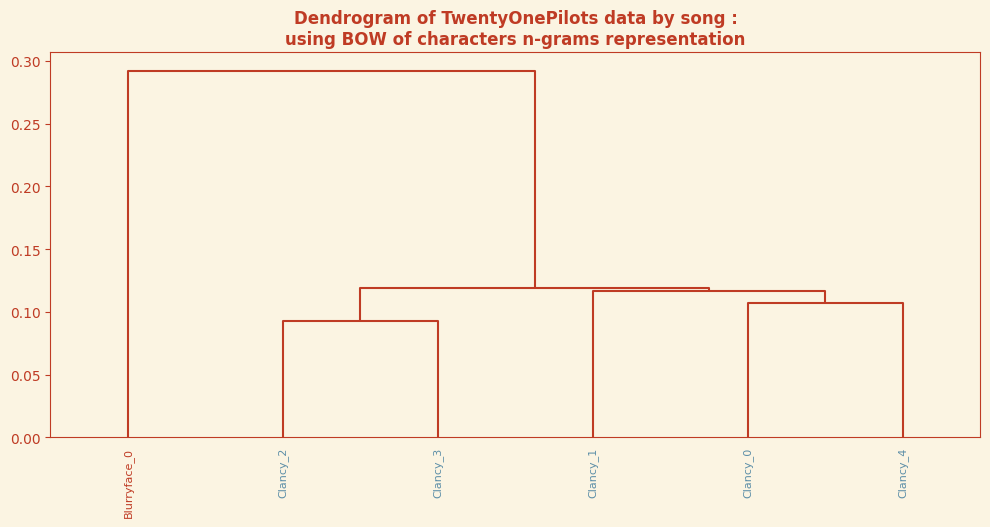 Dendrogram of TwentyOnePilots data by song :
using BOW of characters n-grams representation
0.30
0.25
0.20
0.15
0.10
0.05
0.00
Blurryface_0
Clancy_2
Clancy_3
Clancy_1
Clancy_0
Clancy_4